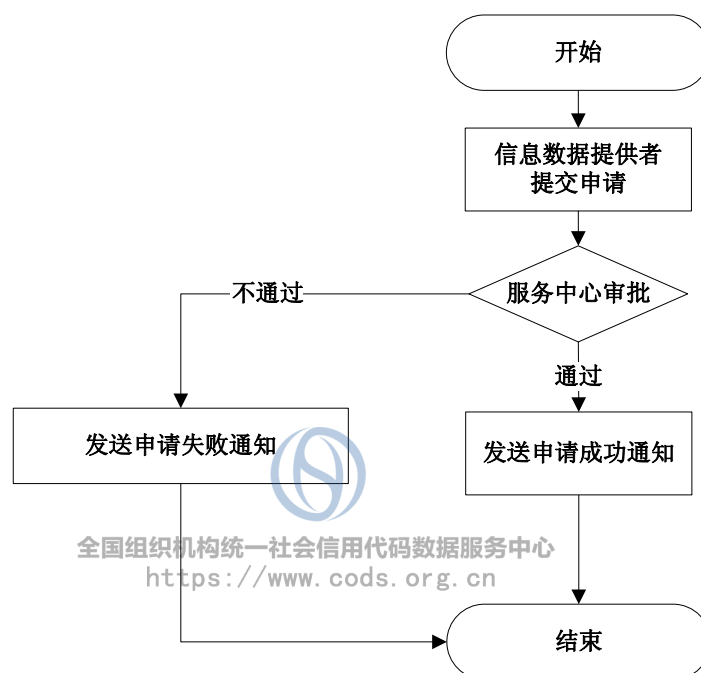 开始
信息数据提供者
提交申请
服务中心审批
不通过
通过
发送申请失败通知
发送申请成功通知
全国组织机构统一社会信用代码数据服务中心
https://www.cods.org.cn
结束